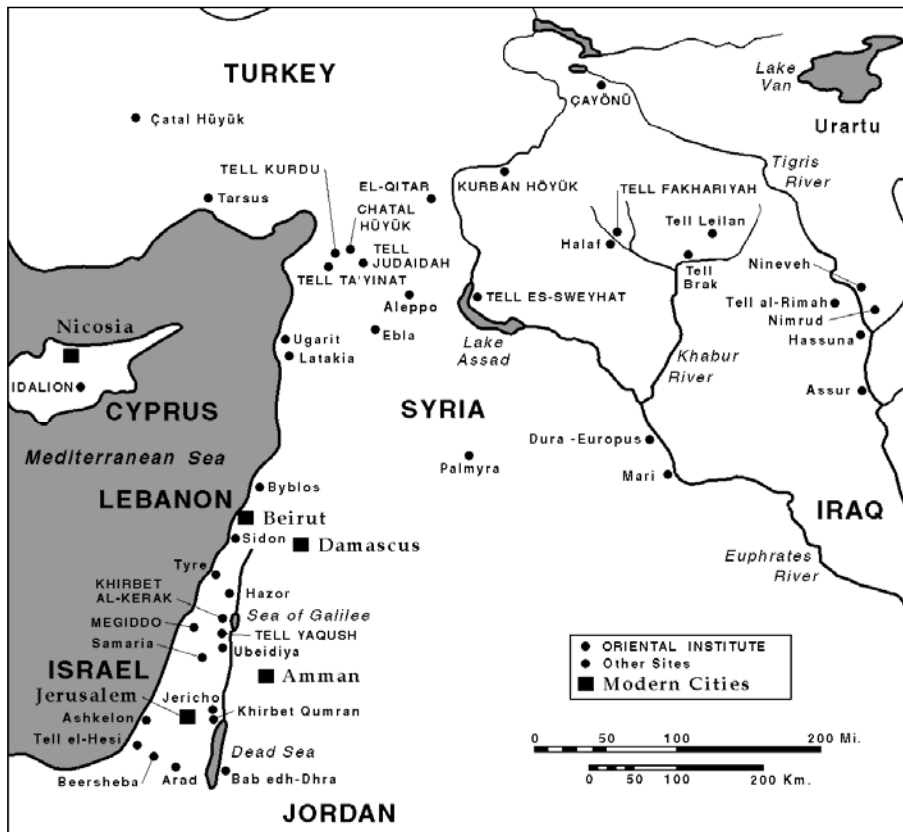 TURKEY
Lake
Van
Urartu
ÇAYÖNÜ
Çatal Hüyük
Tigris
River
TELL KURDU
EL-QITAR
KURBAN HÖYÜK
TELL FAKHARIYAH
Tarsus
CHATAL
HÜYÜK
Tell Leilan
TELL
JUDAIDAH
Halaf
TELL TA'YINAT
Tell
Brak
Nineveh
Aleppo
TELL ES-SWEYHAT
Tell al-Rimah
Nimrud
Nicosia
Ugarit
Ebla
Lake
Assad
Hassuna
Latakia
Khabur
River
IDALION
Assur
CYPRUS
SYRIA
Dura -Europus
Mediterranean Sea
Palmyra
Mari
LEBANON
Byblos
IRAQ
Beirut
Sidon
Damascus
Euphrates
River
Tyre
KHIRBET
AL-KERAK
Hazor
Sea of Galilee
MEGIDDO
TELL YAQUSH
Samaria
Ubeidiya
ORIENTAL INSTITUTE
Other Sites
Modern Cities
ISRAEL
Amman
Jerusalem
Jericho
Ashkelon
Khirbet Qumran
Tell el-Hesi
Dead Sea
Beersheba
Arad
Bab edh-Dhra
0 50 100 200 Mi.
0 50 100 200 Km.
JORDAN